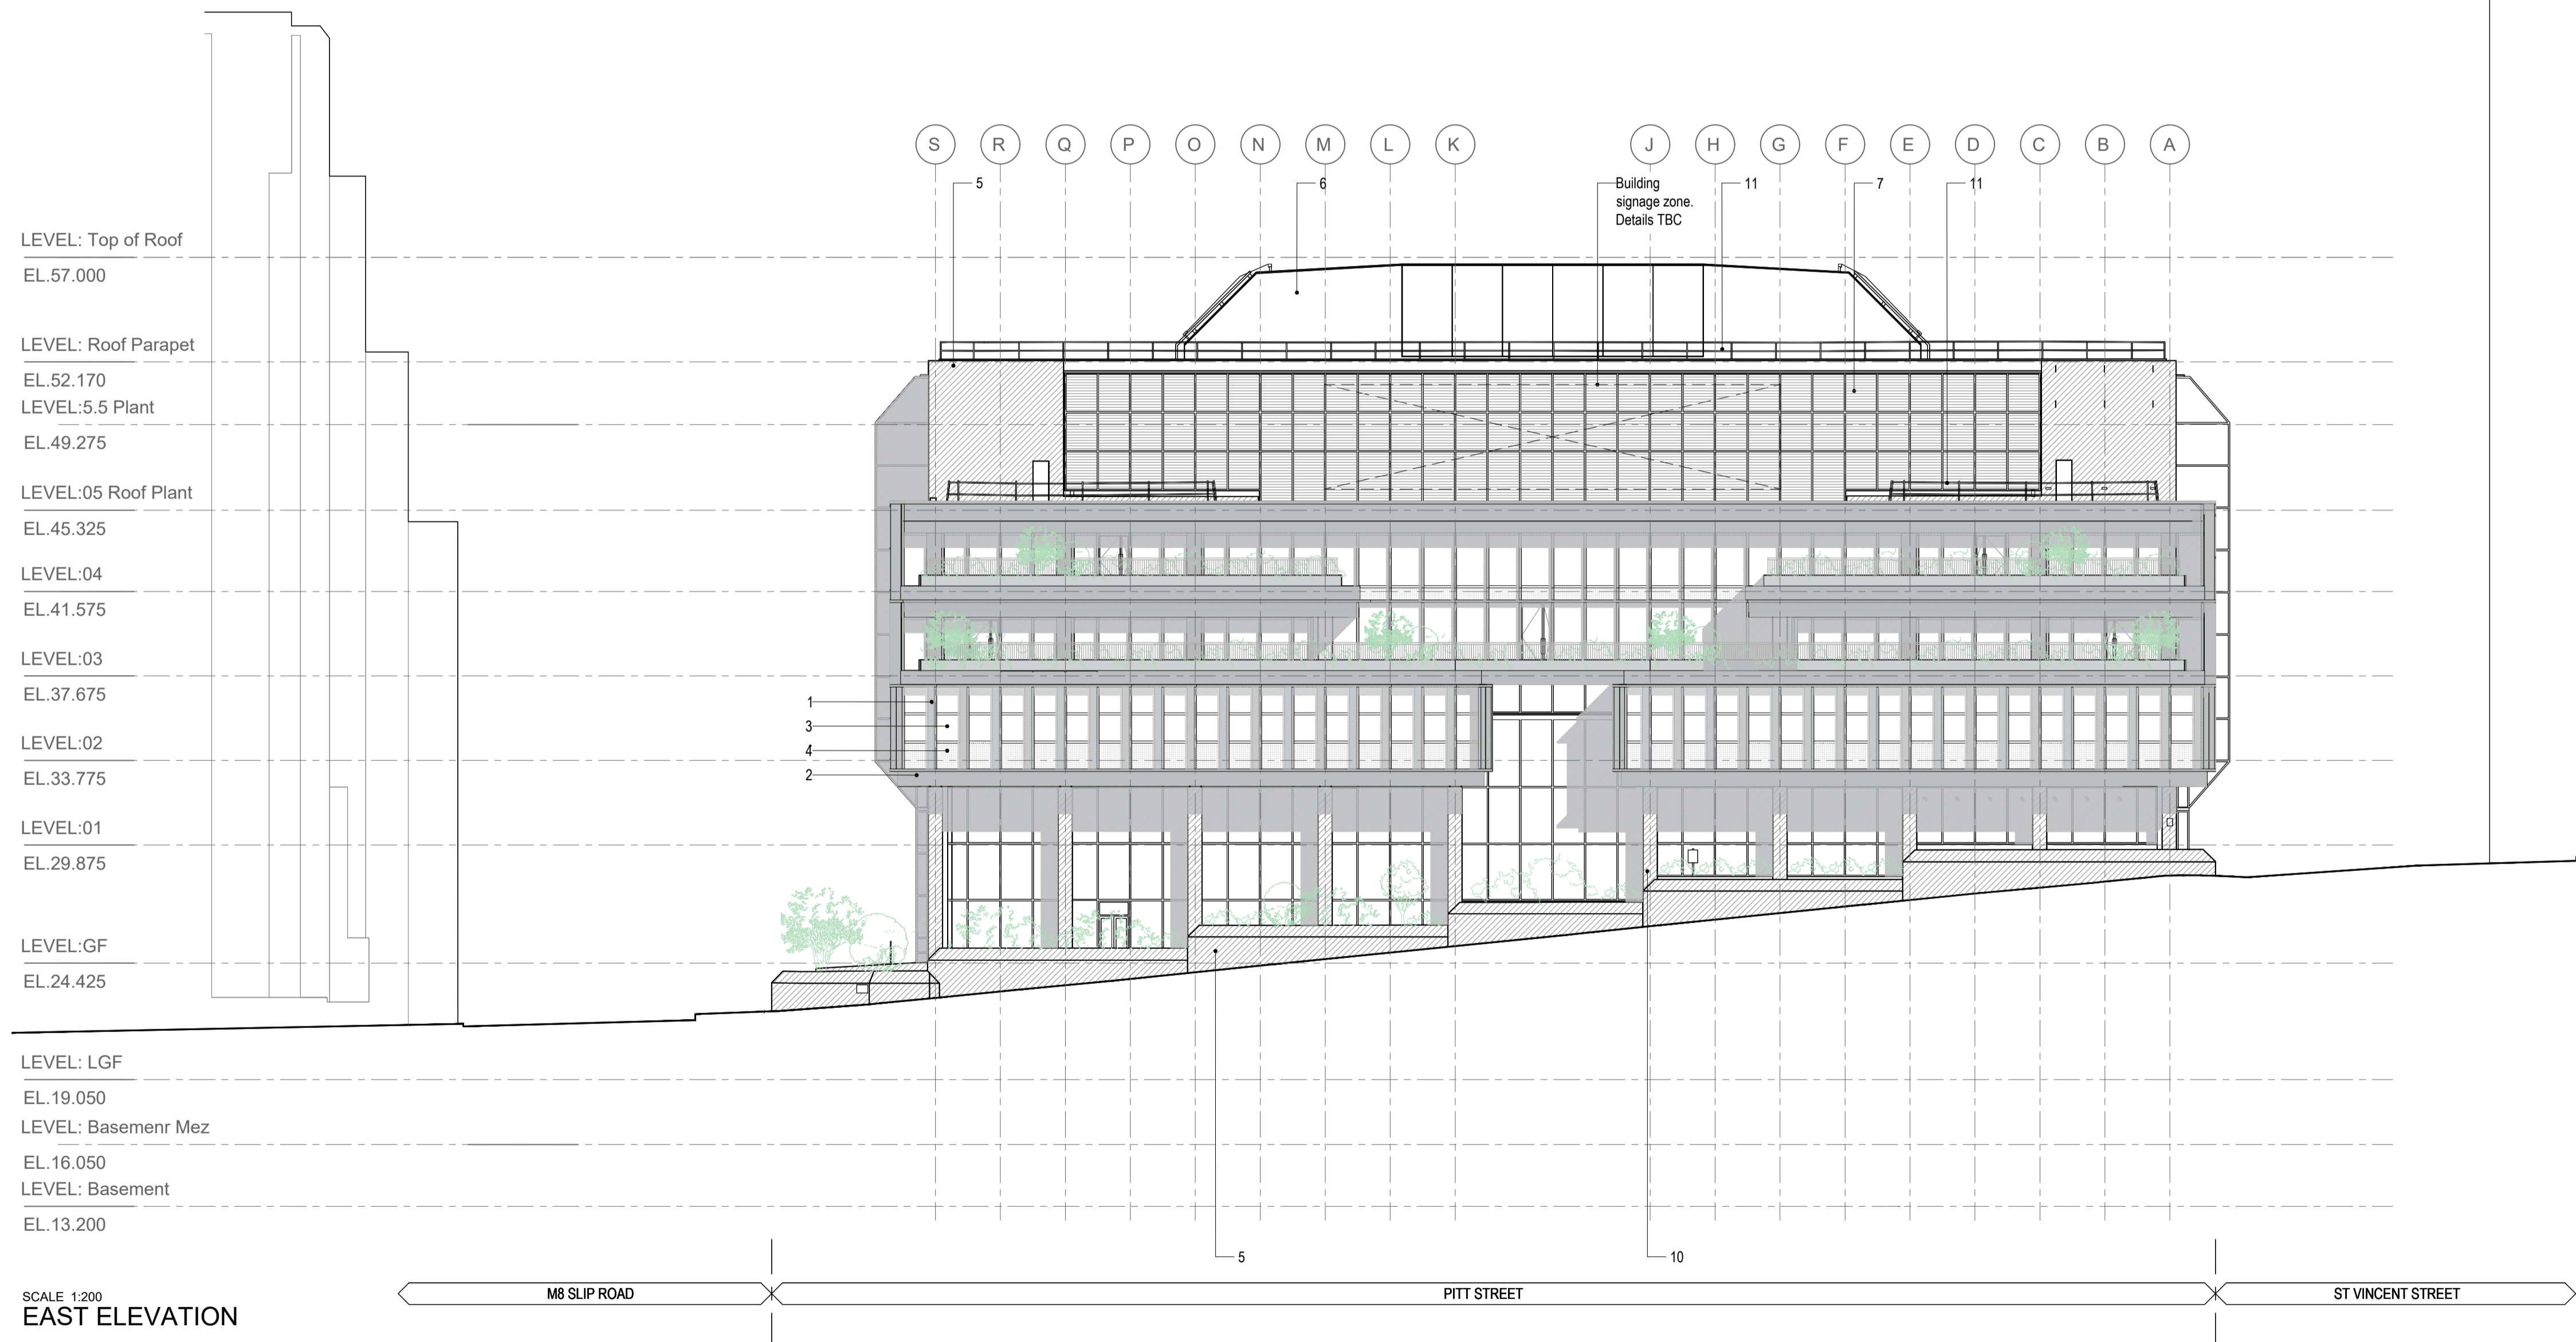 S R Q P O N M L K J H G F E D C B A
5 6 Building 11 7 11
signage zone.
Details TBC
LEVEL: Top of Roof
EL.57.000
LEVEL: Roof Parapet
EL.52.170
LEVEL:5.5 Plant
EL.49.275
LEVEL:05 Roof Plant
EL.45.325
LEVEL:04
EL.41.575
LEVEL:03
EL.37.675
1
3
LEVEL:02
4
2
EL.33.775
LEVEL:01
EL.29.875
LEVEL:GF
EL.24.425
LEVEL: LGF
EL.19.050
LEVEL: Basemenr Mez
EL.16.050
LEVEL: Basement
EL.13.200
5 10
SCALE 1:200
EAST ELEVATION
M8 SLIP ROAD PITT STREET ST VINCENT STREET